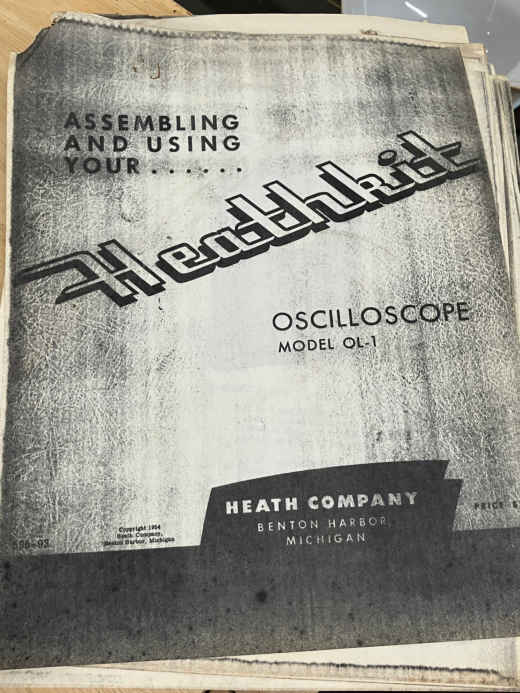 ASSEMBLING
AND USING
YOUR . . . . . .
Heathkit
OSCILLOSCOPE
MODEL OL-1
HEATH COMPANY
BENTON HARBOR,
MICHIGAN
PRICE
Copyright 1954
Heath Company,
Benton Harbor, Michigan